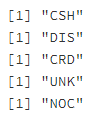 [1] "CSH"
[1] "DIS"
[1] "CRD"
[1] "UNK"
[1] "NOC"